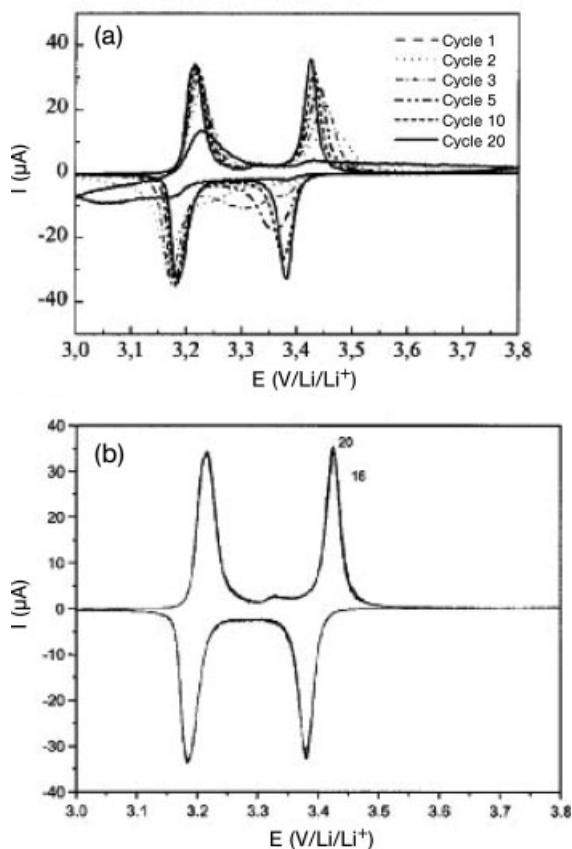 (a)
Cycle 1
Cycle 2
Cycle 3
Cycle 5
Cycle 10
Cycle 20
I (µA)
40
20
0
-20
-40
3,0 3,1 3,2 3,3 3,4 3,5 3,6 3,7 3,8
E (V/Li/Li⁺)
(b)
20
16
I (µA)
40
30
20
10
0
-10
-20
-30
-40
3.0 3.1 3.2 3.3 3.4 3.5 3.6 3.7 3.8
E (V/Li/Li⁺)